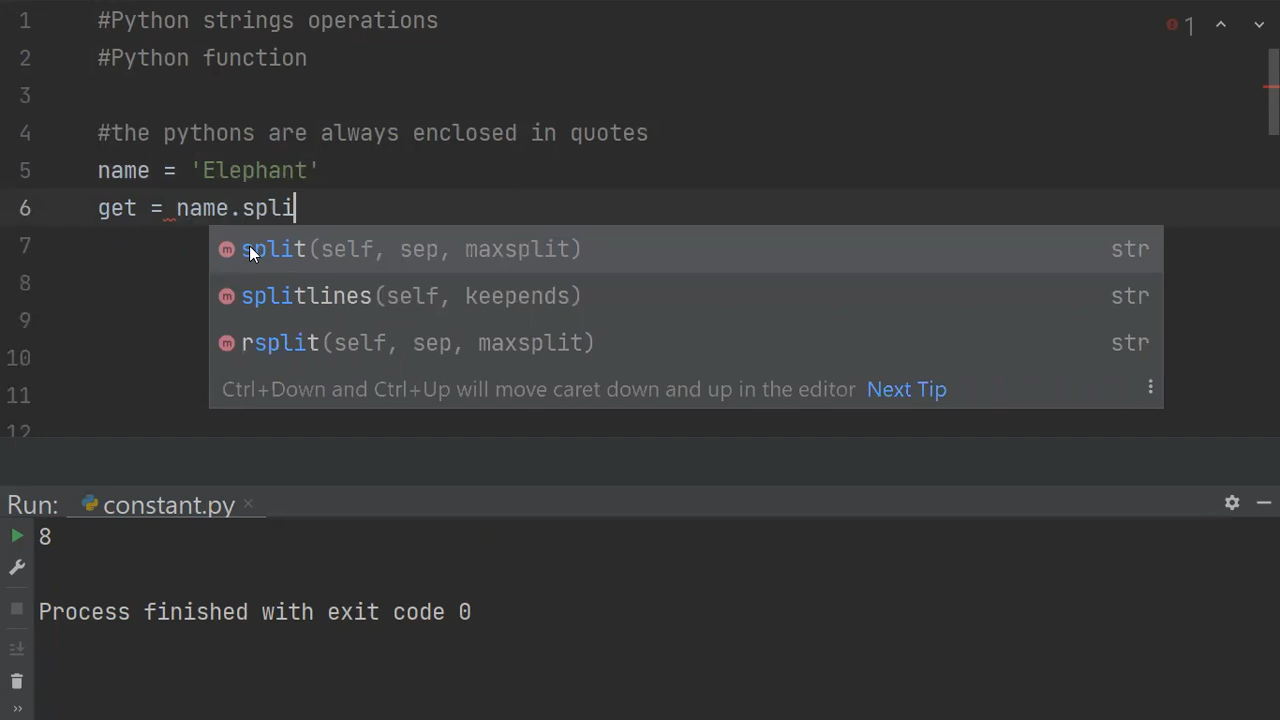 1 #Python strings operations
1
2 #Python function
3
4 #the pythons are always enclosed in quotes
5 name = 'Elephant'
6 get = name.spli
7 split(self, sep, maxsplit) str
8 splitlines(self, keepends) str
9
10 rsplit(self, sep, maxsplit) str
11 Ctrl+Down and Ctrl+Up will move caret down and up in the editor Next Tip
12
Run: constant.py
8
Process finished with exit code 0